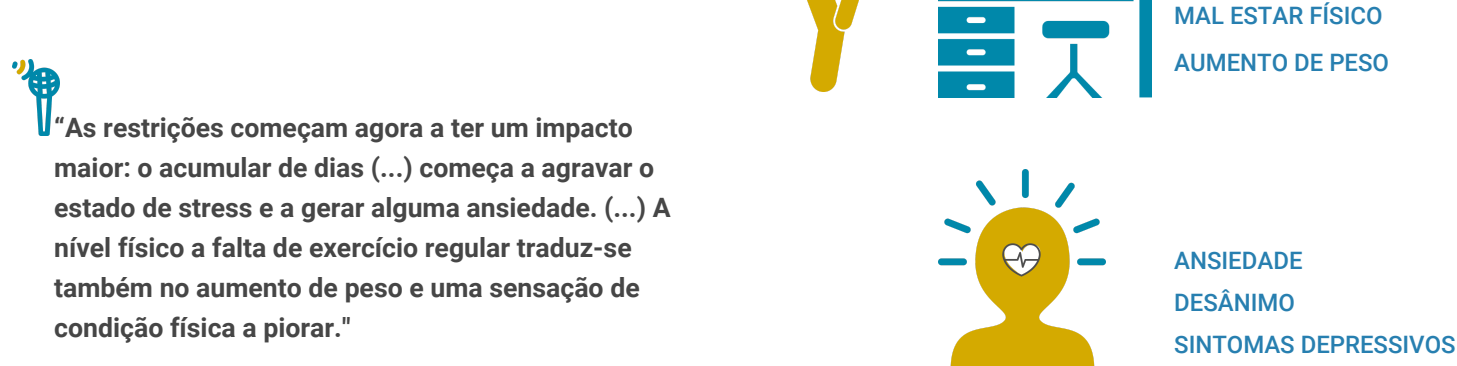 “As restrições começam agora a ter um impacto
maior: o acumular de dias (...) começa a agravar o
estado de stress e a gerar alguma ansiedade. (...) A
nível físico a falta de exercício regular traduz-se
também no aumento de peso e uma sensação de
condição física a piorar."
MAL ESTAR FÍSICO
AUMENTO DE PESO
ANSIEDADE
DESÂNIMO
SINTOMAS DEPRESSIVOS